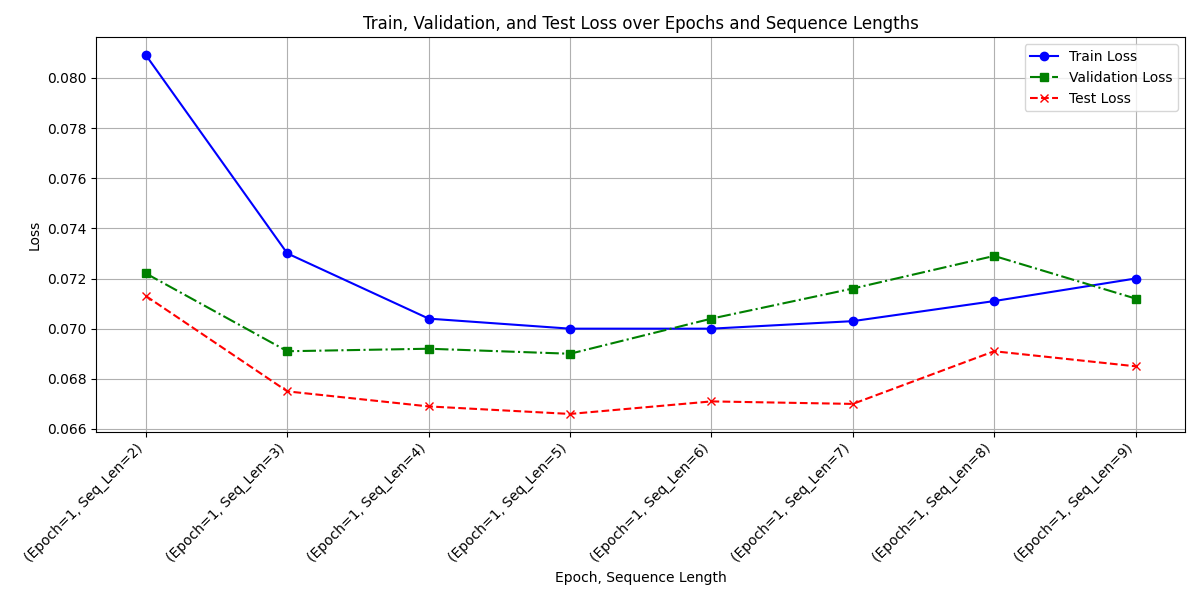 Train, Validation, and Test Loss over Epochs and Sequence Lengths
Train Loss
Validation Loss
Test Loss
Loss
0.080
0.078
0.076
0.074
0.072
0.070
0.068
0.066
(Epoch=1, Seq_Len=2)
(Epoch=1, Seq_Len=3)
(Epoch=1, Seq_Len=4)
(Epoch=1, Seq_Len=5)
(Epoch=1, Seq_Len=6)
(Epoch=1, Seq_Len=7)
(Epoch=1, Seq_Len=8)
(Epoch=1, Seq_Len=9)
Epoch, Sequence Length